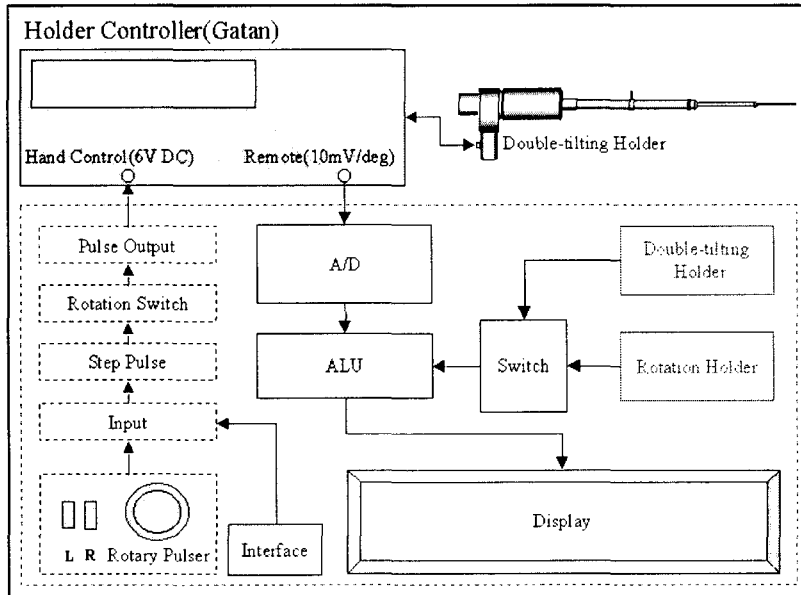 Holder Controller(Gatan)
Hand Control(6V DC)
Remote(10mV/deg)
Double-tilting Holder
Pulse Output
A/D
Double-tilting
Holder
Rotation Switch
Step Pulse
ALU
Switch
Rotation Holder
Input
L R Rotary Pulser
Interface
Display